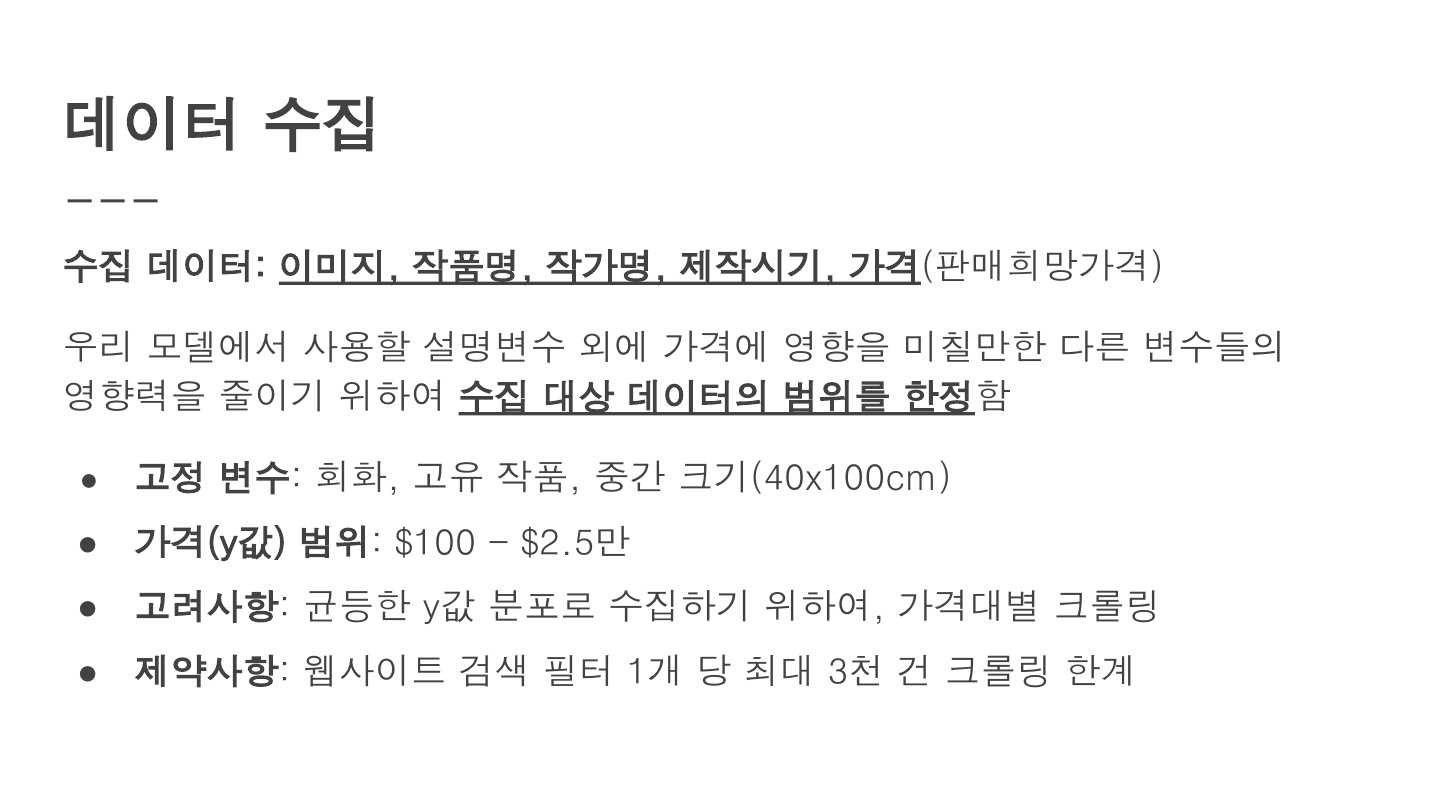 데이터 수집
———
수집 데이터: 이미지, 작품명, 작가명, 제작시기, 가격(판매희망가격)
우리 모델에서 사용할 설명변수 외에 가격에 영향을 미칠만한 다른 변수들의
영향력을 줄이기 위하여 수집 대상 데이터의 범위를 한정함
● 고정 변수: 회화, 고유 작품, 중간 크기(40x100cm)
● 가격(y값) 범위: $100 – $2.5만
● 고려사항: 균등한 y값 분포로 수집하기 위하여, 가격대별 크롤링
● 제약사항: 웹사이트 검색 필터 1개 당 최대 3천 건 크롤링 한계